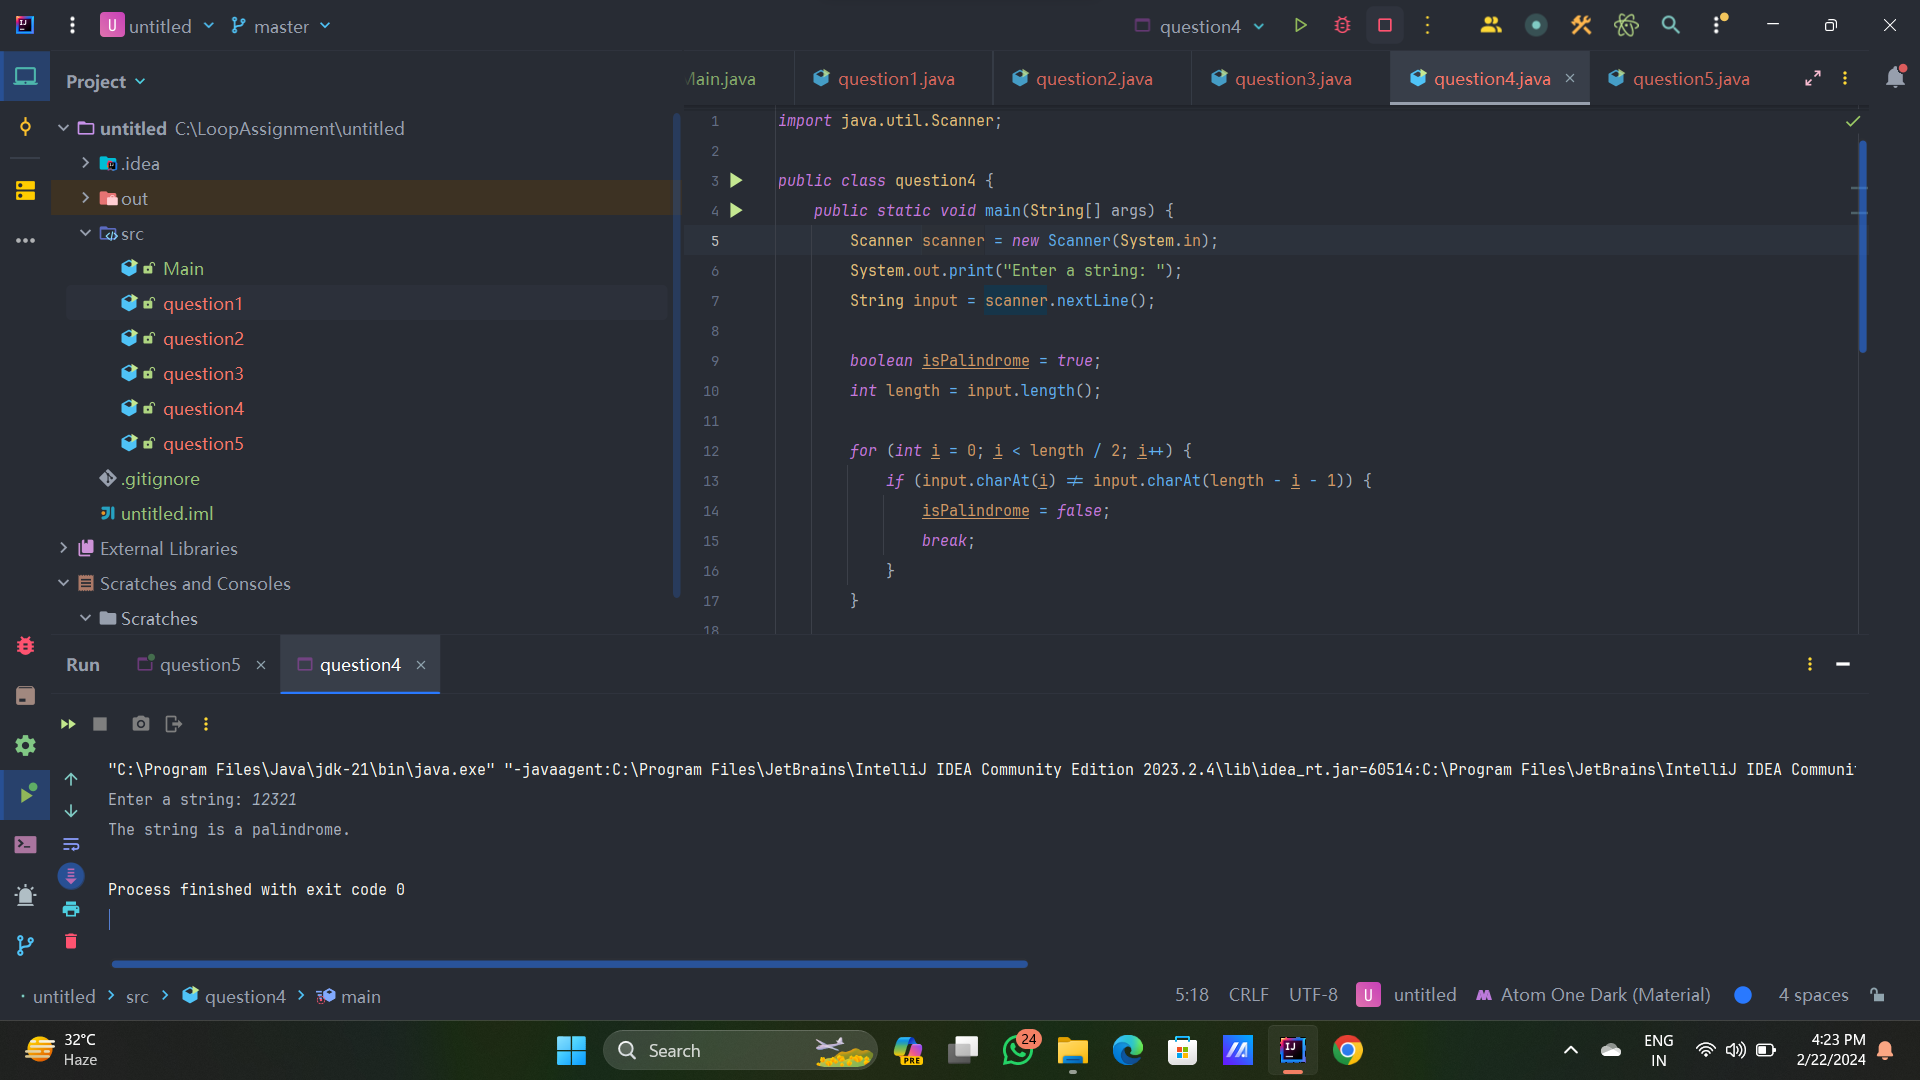 U untitled master question4
Project
Main.java question1.java question2.java question3.java question4.java question5.java
untitled C:\LoopAssignment\untitled
.idea
out
src
Main
question1
question2
question3
question4
question5
.gitignore
untitled.iml
External Libraries
Scratches and Consoles
Scratches
1 import java.util.Scanner;
2
3 public class question4 {
4 public static void main(String[] args) {
5 Scanner scanner = new Scanner(System.in);
6 System.out.print("Enter a string: ");
7 String input = scanner.nextLine();
8
9 boolean isPalindrome = true;
10 int length = input.length();
11
12 for (int i = 0; i < length / 2; i++) {
13 if (input.charAt(i) != input.charAt(length - i - 1)) {
14 isPalindrome = false;
15 break;
16 }
17 }
18
Run question5 question4
"C:\Program Files\Java\jdk-21\bin\java.exe" "-javaagent:C:\Program Files\JetBrains\IntelliJ IDEA Community Edition 2023.2.4\lib\idea_rt.jar=60514:C:\Program Files\JetBrains\IntelliJ IDEA Communi
Enter a string: 12321
The string is a palindrome.
Process finished with exit code 0
untitled > src > question4 > main
5:18 CRLF UTF-8 U untitled Atom One Dark (Material) 4 spaces
32°C
Haze
Search
PRE
24
ENG
IN
4:23 PM
2/22/2024